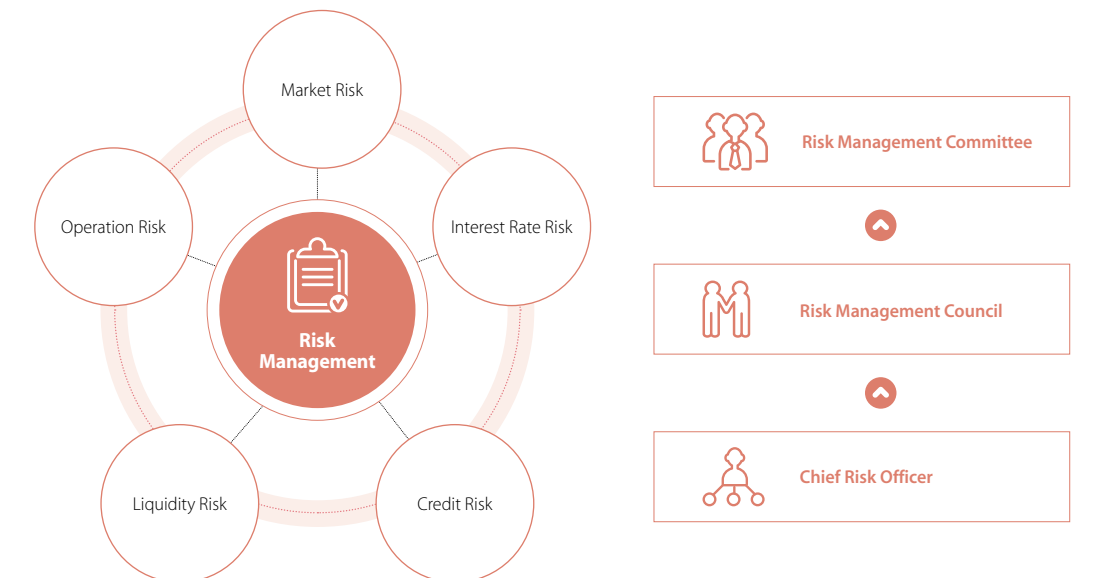 Market Risk
Operation Risk
Interest Rate Risk
Risk
Management
Liquidity Risk
Credit Risk
Risk Management Committee
Risk Management Council
Chief Risk Officer